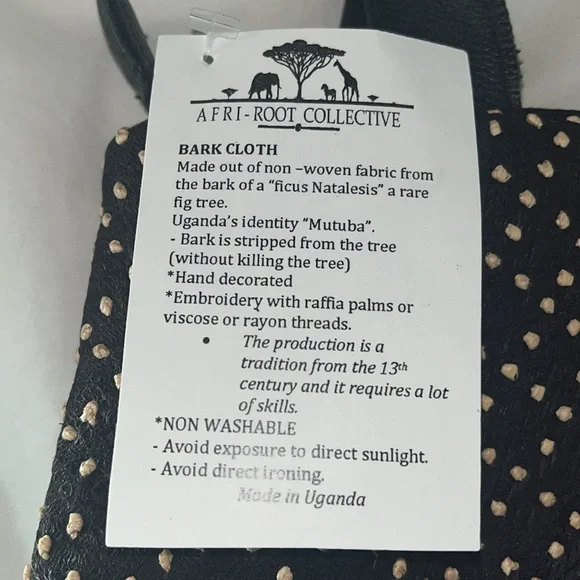 AFRI-ROOT COLLECTIVE
BARK CLOTH
Made out of non –woven fabric from
the bark of a “ficus Natalesis” a rare
fig tree.
Uganda’s identity “Mutuba”.
- Bark is stripped from the tree
(without killing the tree)
*Hand decorated
*Embroidery with raffia palms or
viscose or rayon threads.
• The production is a
tradition from the 13th
century and it requires a lot
of skills.
*NON WASHABLE
- Avoid exposure to direct sunlight.
- Avoid direct ironing.
Made in Uganda